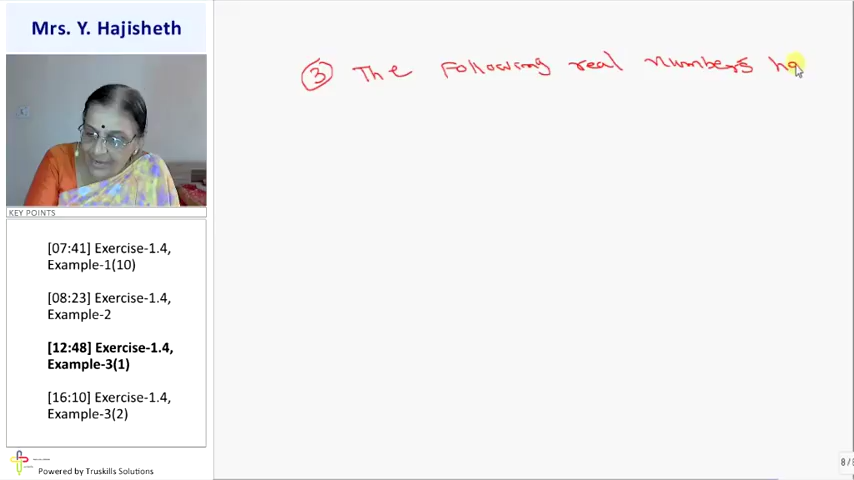 Mrs. Y. Hajisheth
③ The Following real numbers ha
KEY POINTS
[07:41] Exercise-1.4,
Example-1(10)
[08:23] Exercise-1.4,
Example-2
[12:48] Exercise-1.4,
Example-3(1)
[16:10] Exercise-1.4,
Example-3(2)
Powered by Truskills Solutions
8/